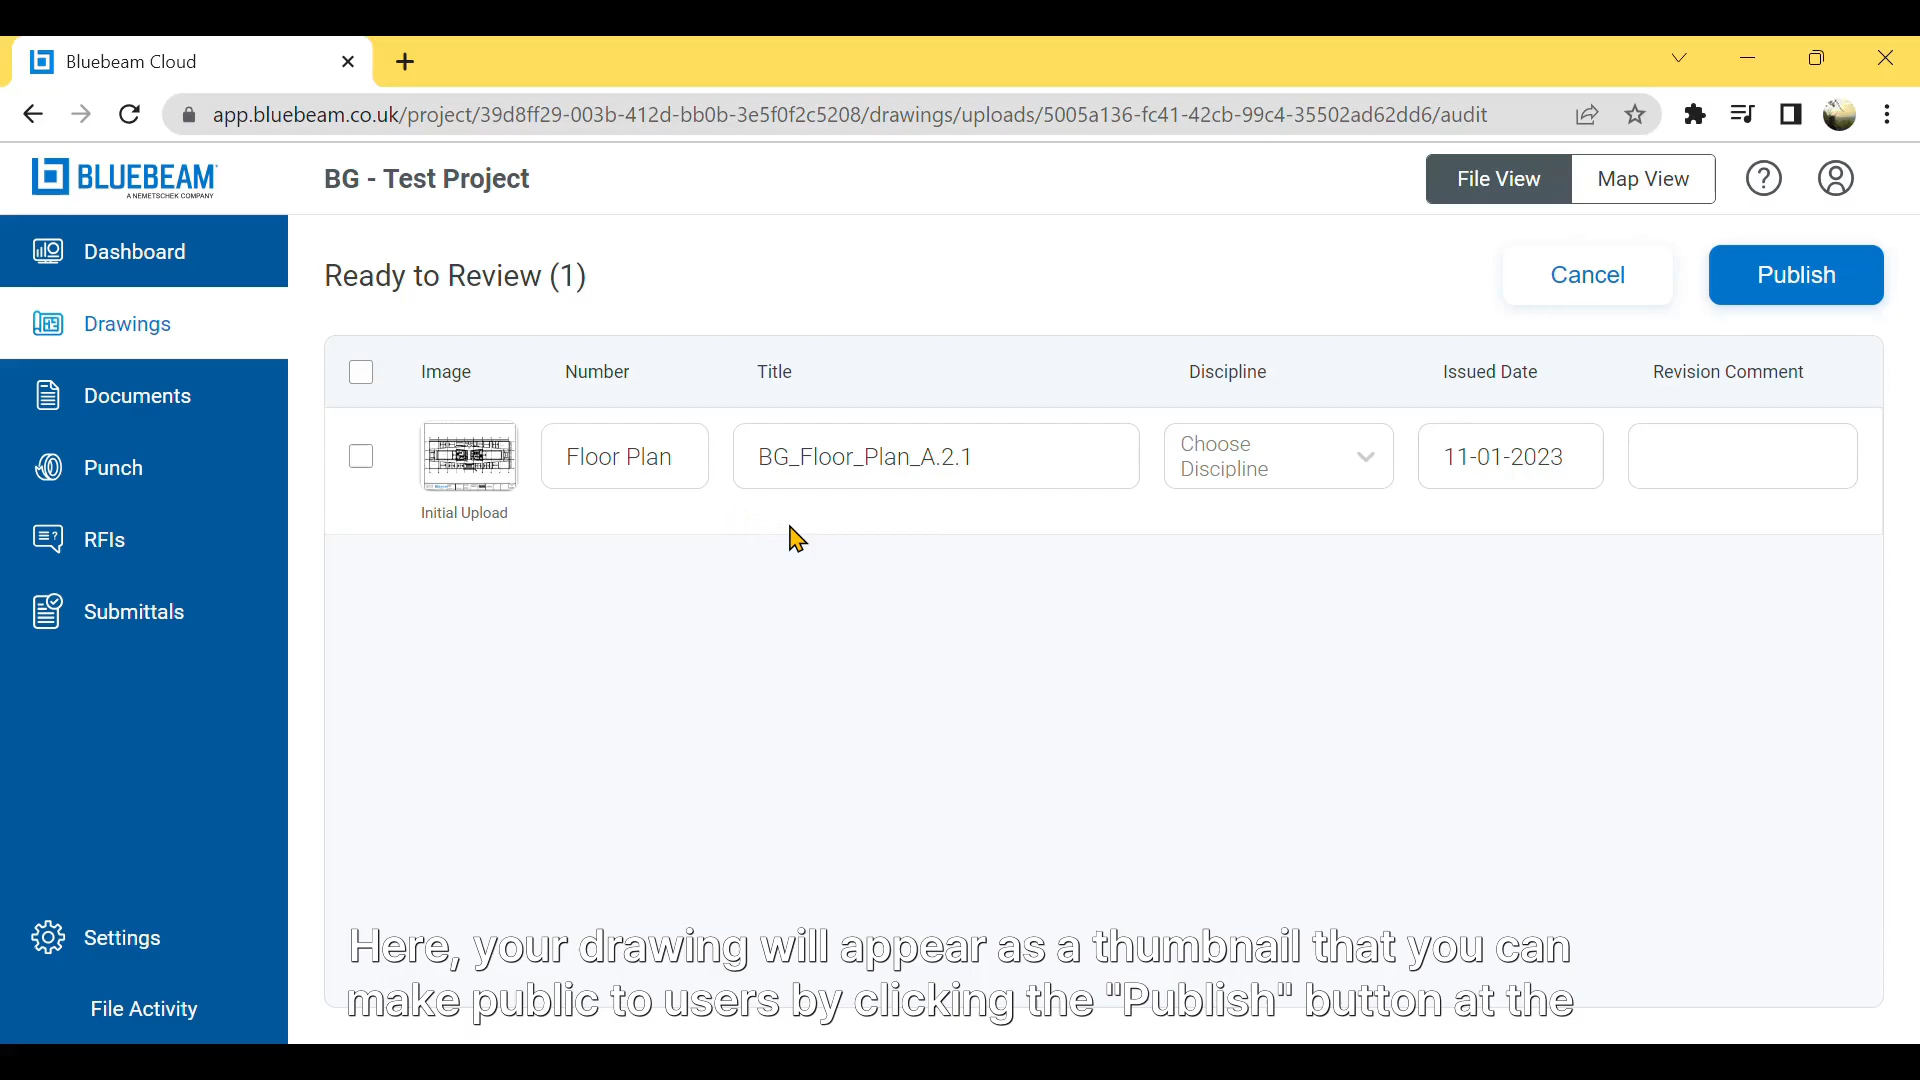 Bluebeam Cloud
app.bluebeam.co.uk/project/39d8ff29-003b-412d-bb0b-3e5f0f2c5208/drawings/uploads/5005a136-fc41-42cb-99c4-35502ad62dd6/audit
BLUEBEAM
A NEMETSCHEK COMPANY
BG - Test Project
File View
Map View
Dashboard
Drawings
Documents
Punch
RFIs
Submittals
Settings
File Activity
Ready to Review (1)
Cancel
Publish
Image Number Title Discipline Issued Date Revision Comment
Floor Plan
BG_Floor_Plan_A.2.1
Choose
Discipline
11-01-2023
Initial Upload
Here, your drawing will appear as a thumbnail that you can
make public to users by clicking the "Publish" button at the